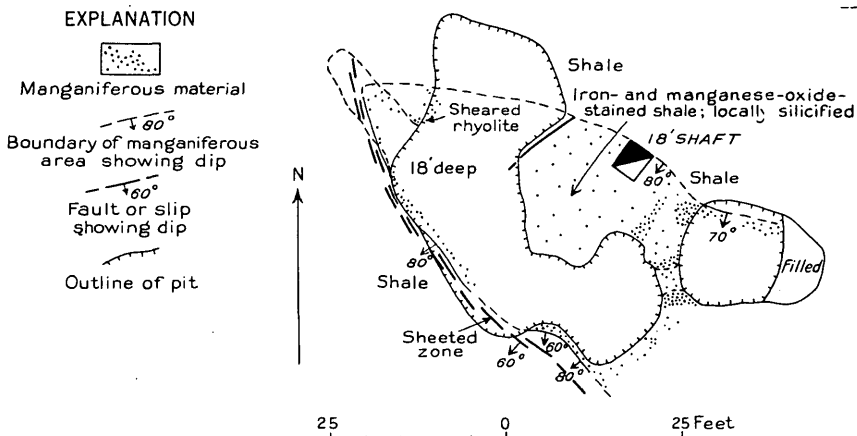 EXPLANATION
Manganiferous material
80°
Boundary of manganiferous
area showing dip
60°
Fault or slip
showing dip
Outline of pit
N
Shale
Iron- and manganese-oxide-
stained shale; locally silicified
Sheared
rhyolite
18' SHAFT
18' deep
80°
Shale
70°
Filled
80°
Shale
Sheeted
zone
60°
60°
80°
25 0 25 Feet